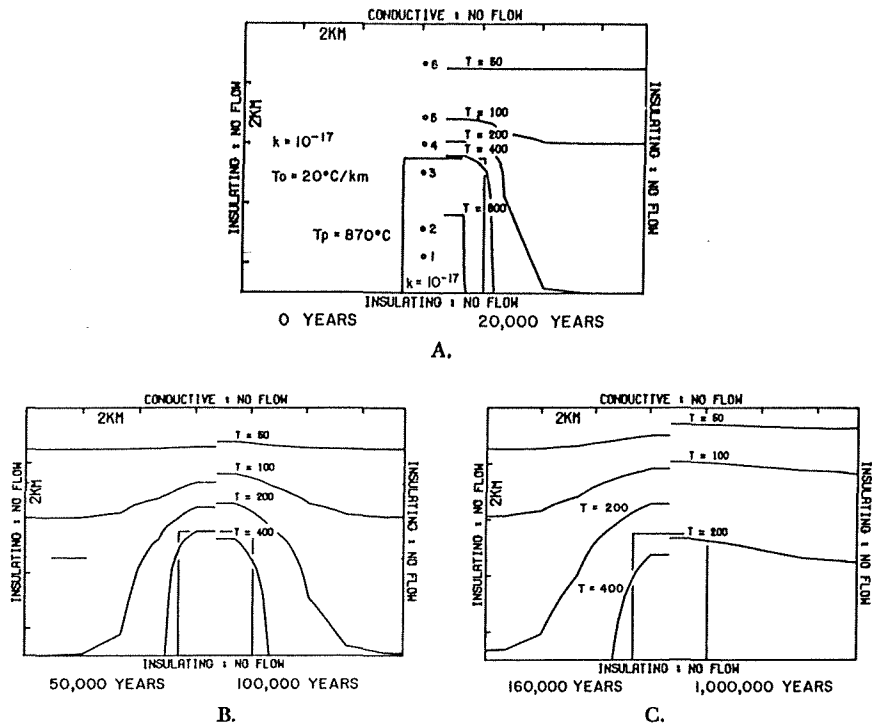 CONDUCTIVE : NO FLOW
2KM
INSULATING : NO FLOW
2KM
INSULATING : NO FLOW
6
T = 50
5
T = 100
T = 200
4
T = 400
k = 10⁻¹⁷
3
To = 20°C/km
T = 800
2
Tp = 870°C
1
k = 10⁻¹⁷
INSULATING : NO FLOW
0 YEARS
20,000 YEARS
A.
CONDUCTIVE : NO FLOW
2KM
INSULATING : NO FLOW
2KM
INSULATING : NO FLOW
T = 50
T = 100
T = 200
T = 400
INSULATING : NO FLOW
50,000 YEARS
100,000 YEARS
B.
CONDUCTIVE : NO FLOW
2KM
INSULATING : NO FLOW
2KM
INSULATING : NO FLOW
T = 50
T = 100
T = 200
T = 200
T = 400
INSULATING : NO FLOW
160,000 YEARS
1,000,000 YEARS
C.